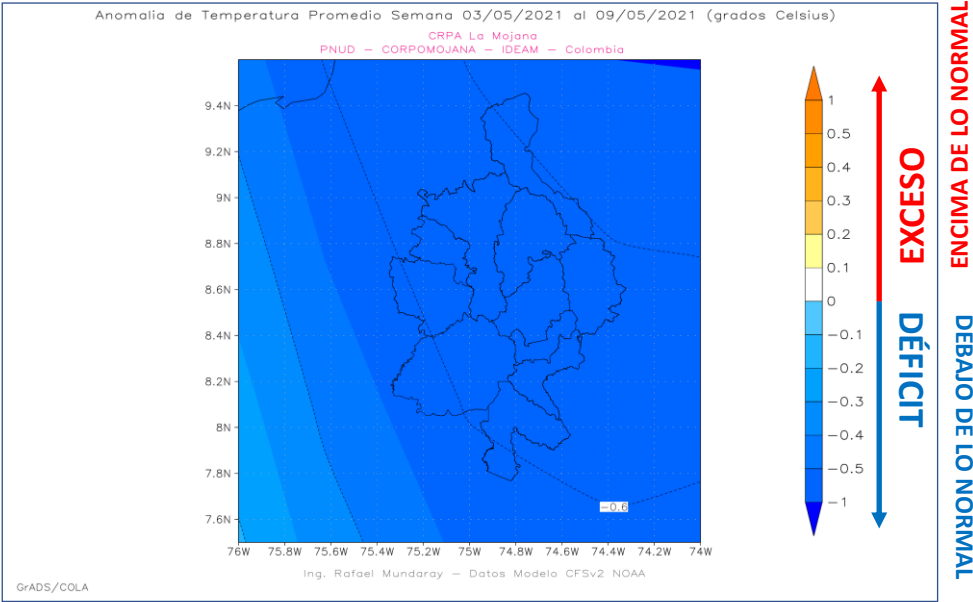 Anomalia de Temperatura Promedio Semana 03/05/2021 al 09/05/2021 (grados Celsius)
CRPA La Mojana
PNUD – CORPOMOJANA – IDEAM – Colombia
9.4N
9.2N
9N
8.8N
8.6N
8.4N
8.2N
8N
7.8N
7.6N
76W 75.8W 75.6W 75.4W 75.2W 75W 74.8W 74.6W 74.4W 74.2W 74W
−0.6
1
0.5
0.4
0.3
0.2
0.1
0
−0.1
−0.2
−0.3
−0.4
−0.5
−1
EXCESO
DÉFICIT
ENCIMA DE LO NORMAL
DEBAJO DE LO NORMAL
Ing. Rafael Mundaray – Datos Modelo CFSv2 NOAA
GrADS/COLA